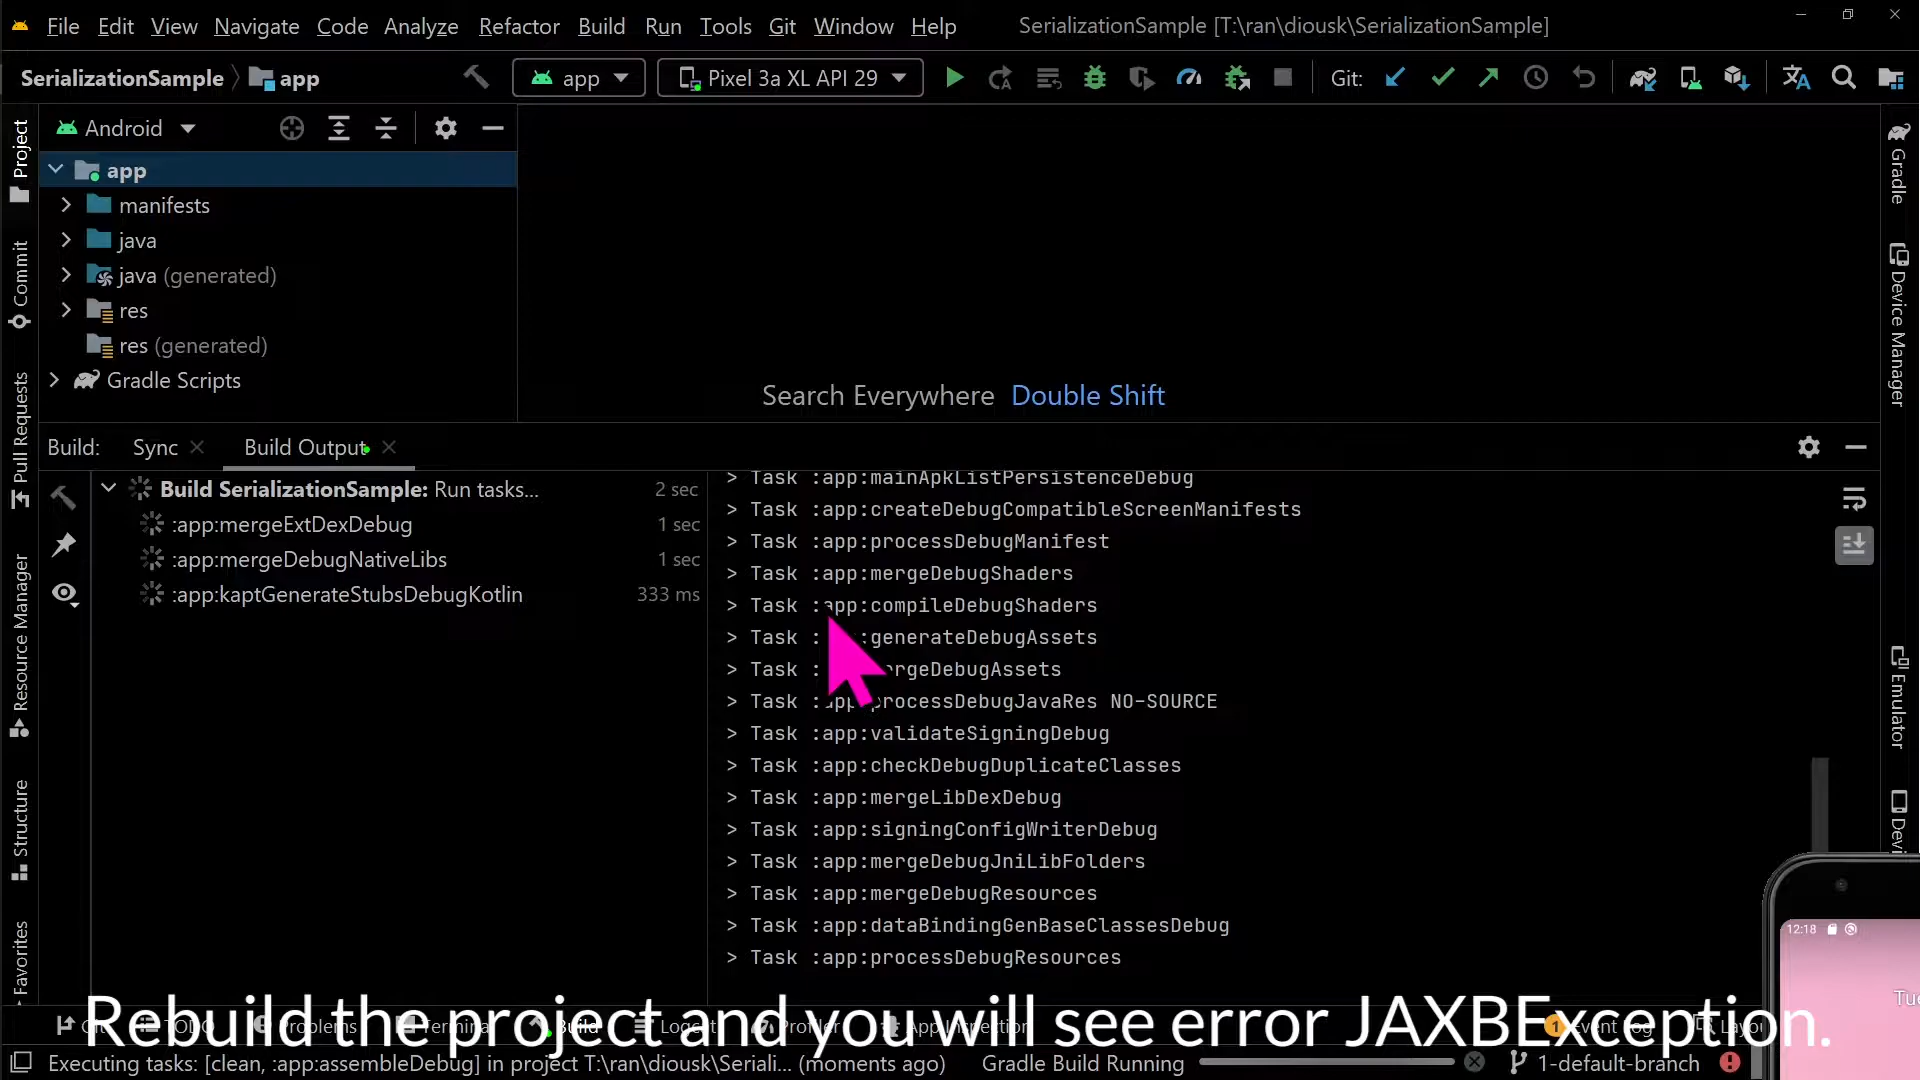 File Edit View Navigate Code Analyze Refactor Build Run Tools Git Window Help SerializationSample [T:\ran\diousk\SerializationSample]
SerializationSample app app Pixel 3a XL API 29 Git:
Android
Project
Commit
Pull Requests
Resource Manager
Structure
Favorites
app
manifests
java
java (generated)
res
res (generated)
Gradle Scripts
Search Everywhere Double Shift
Gradle
Device Manager
Emulator
Build: Sync Build Output
Build SerializationSample: Run tasks... 2 sec
:app:mergeExtDexDebug 1 sec
:app:mergeDebugNativeLibs 1 sec
:app:kaptGenerateStubsDebugKotlin 333 ms
> Task :app:mainApkListPersistenceDebug
> Task :app:createDebugCompatibleScreenManifests
> Task :app:processDebugManifest
> Task :app:mergeDebugShaders
> Task :app:compileDebugShaders
> Task :generateDebugAssets
> Task :rgeDebugAssets
> Task :app:processDebugJavaRes NO-SOURCE
> Task :app:validateSigningDebug
> Task :app:checkDebugDuplicateClasses
> Task :app:mergeLibDexDebug
> Task :app:signingConfigWriterDebug
> Task :app:mergeDebugJniLibFolders
> Task :app:mergeDebugResources
> Task :app:dataBindingGenBaseClassesDebug
> Task :app:processDebugResources
12:18
Rebuild the project and you will see error JAXBException.
Executing tasks: [clean, :app:assembleDebug] in project T:\ran\diousk\Seriali... (moments ago) Gradle Build Running 1-default-branch